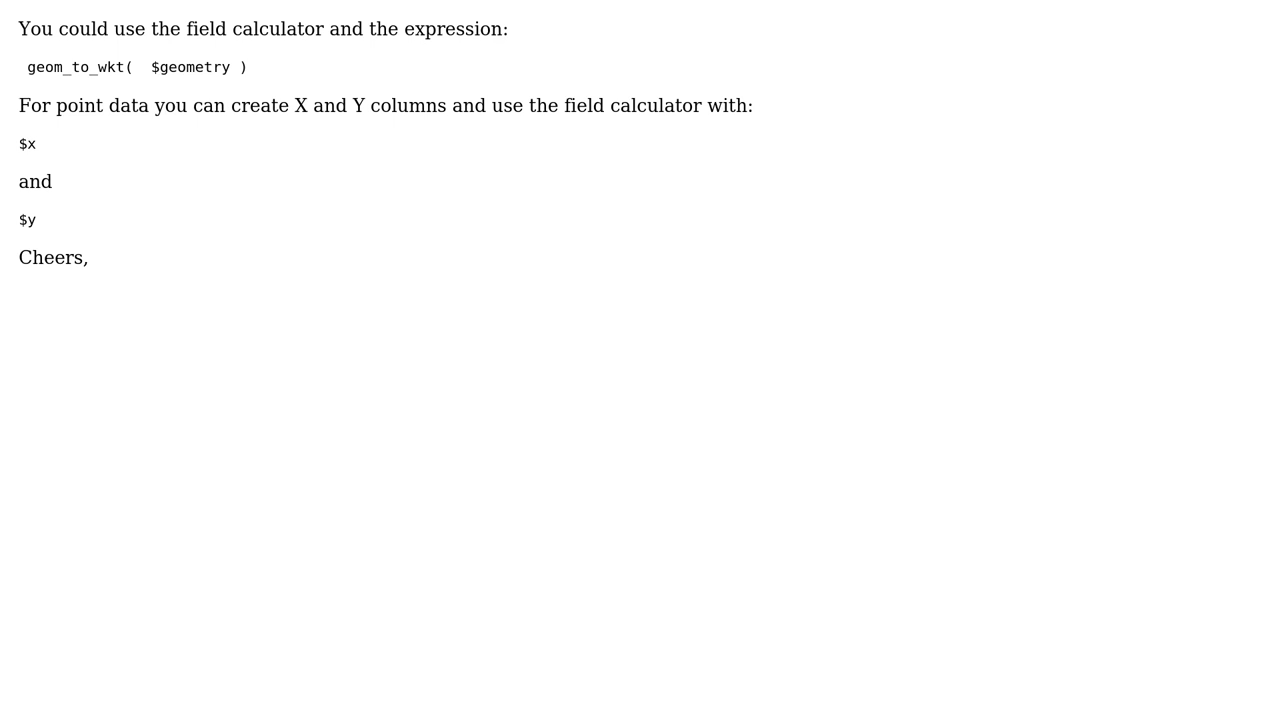 You could use the field calculator and the expression:
geom_to_wkt(  $geometry )
For point data you can create X and Y columns and use the field calculator with:
$x
and
$y
Cheers,